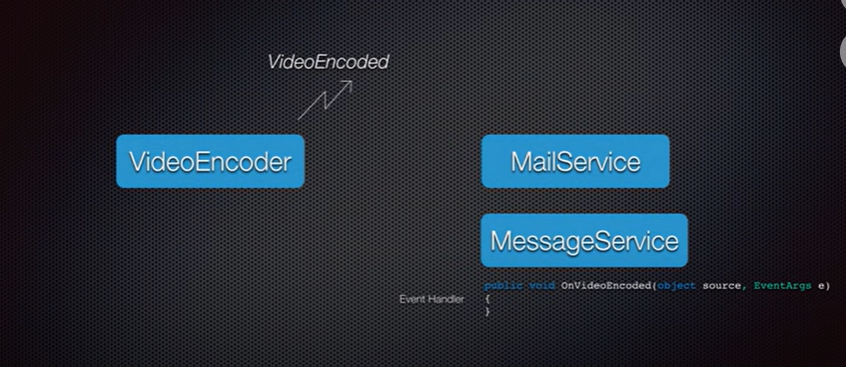 VideoEncoded
VideoEncoder
MailService
MessageService
public void OnVideoEncoded(object source, EventArgs e)
Event Handler {
}